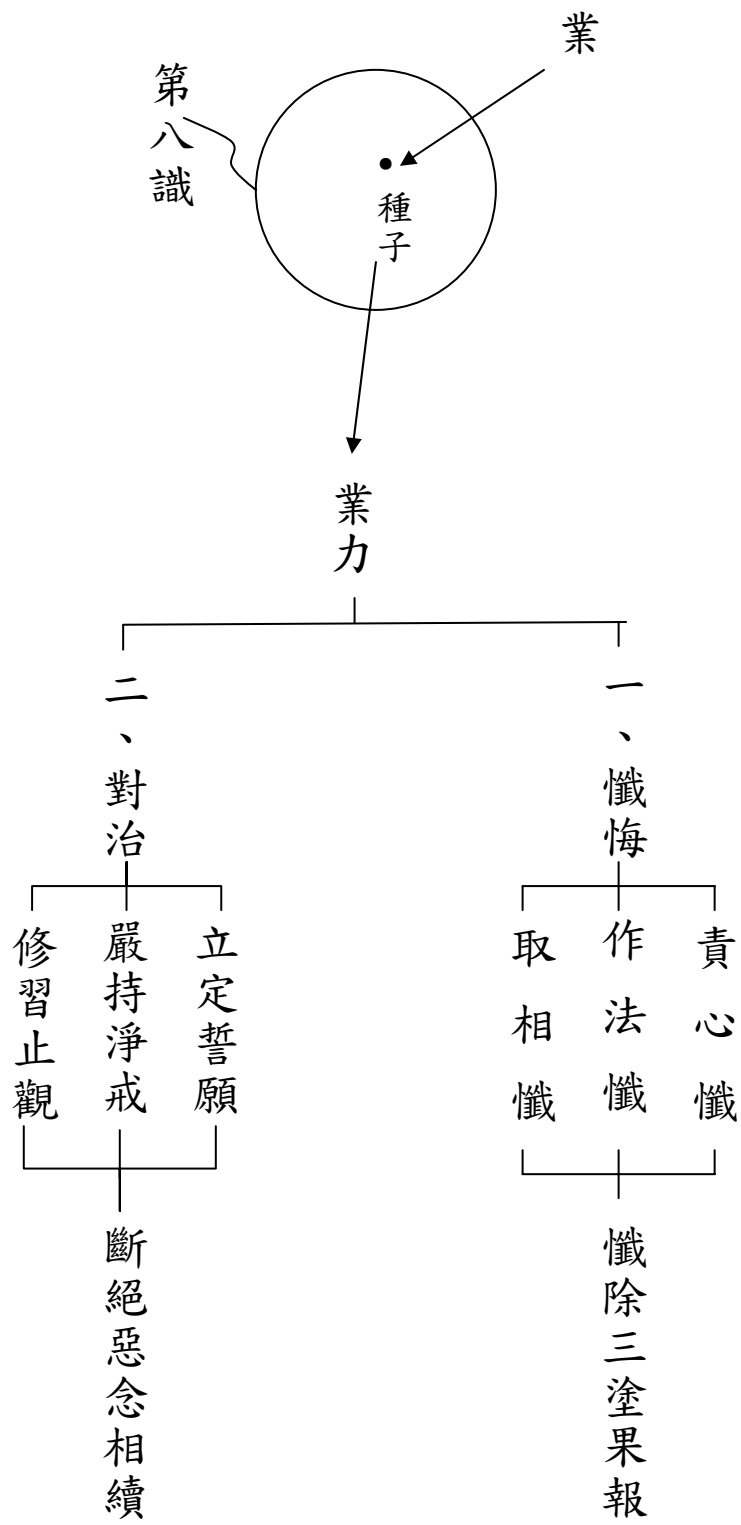 業
第八識
種子
業力
一、懺悔
責心懺
作法懺
取相懺
懺除三塗果報
二、對治
立定誓願
嚴持淨戒
修習止觀
斷絕惡念相續